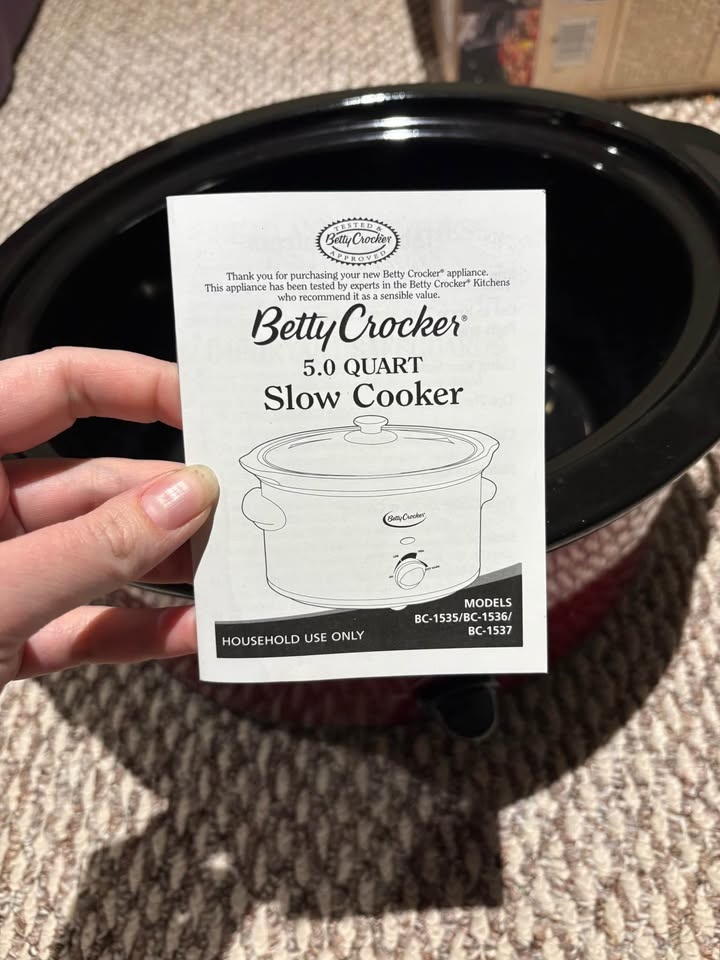 TESTED &
Betty Crocker
APPROVED
Thank you for purchasing your new Betty Crocker® appliance.
This appliance has been tested by experts in the Betty Crocker® Kitchens
who recommend it as a sensible value.
Betty Crocker®
5.0 QUART
Slow Cooker
Betty Crocker
MODELS
BC-1535/BC-1536/
BC-1537
HOUSEHOLD USE ONLY